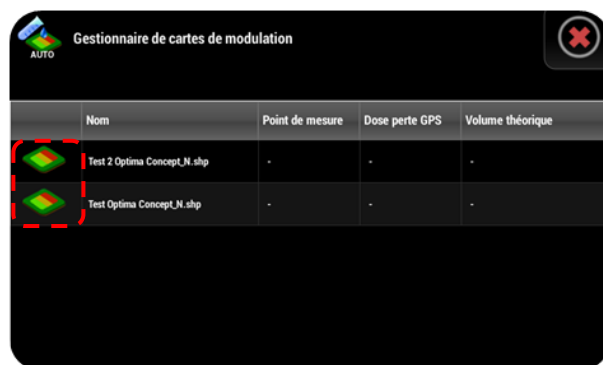 Gestionnaire de cartes de modulation
AUTO
Nom Point de mesure Dose perte GPS Volume théorique
Test 2 Optima Concept_N.shp - - -
Test Optima Concept_N.shp - - -